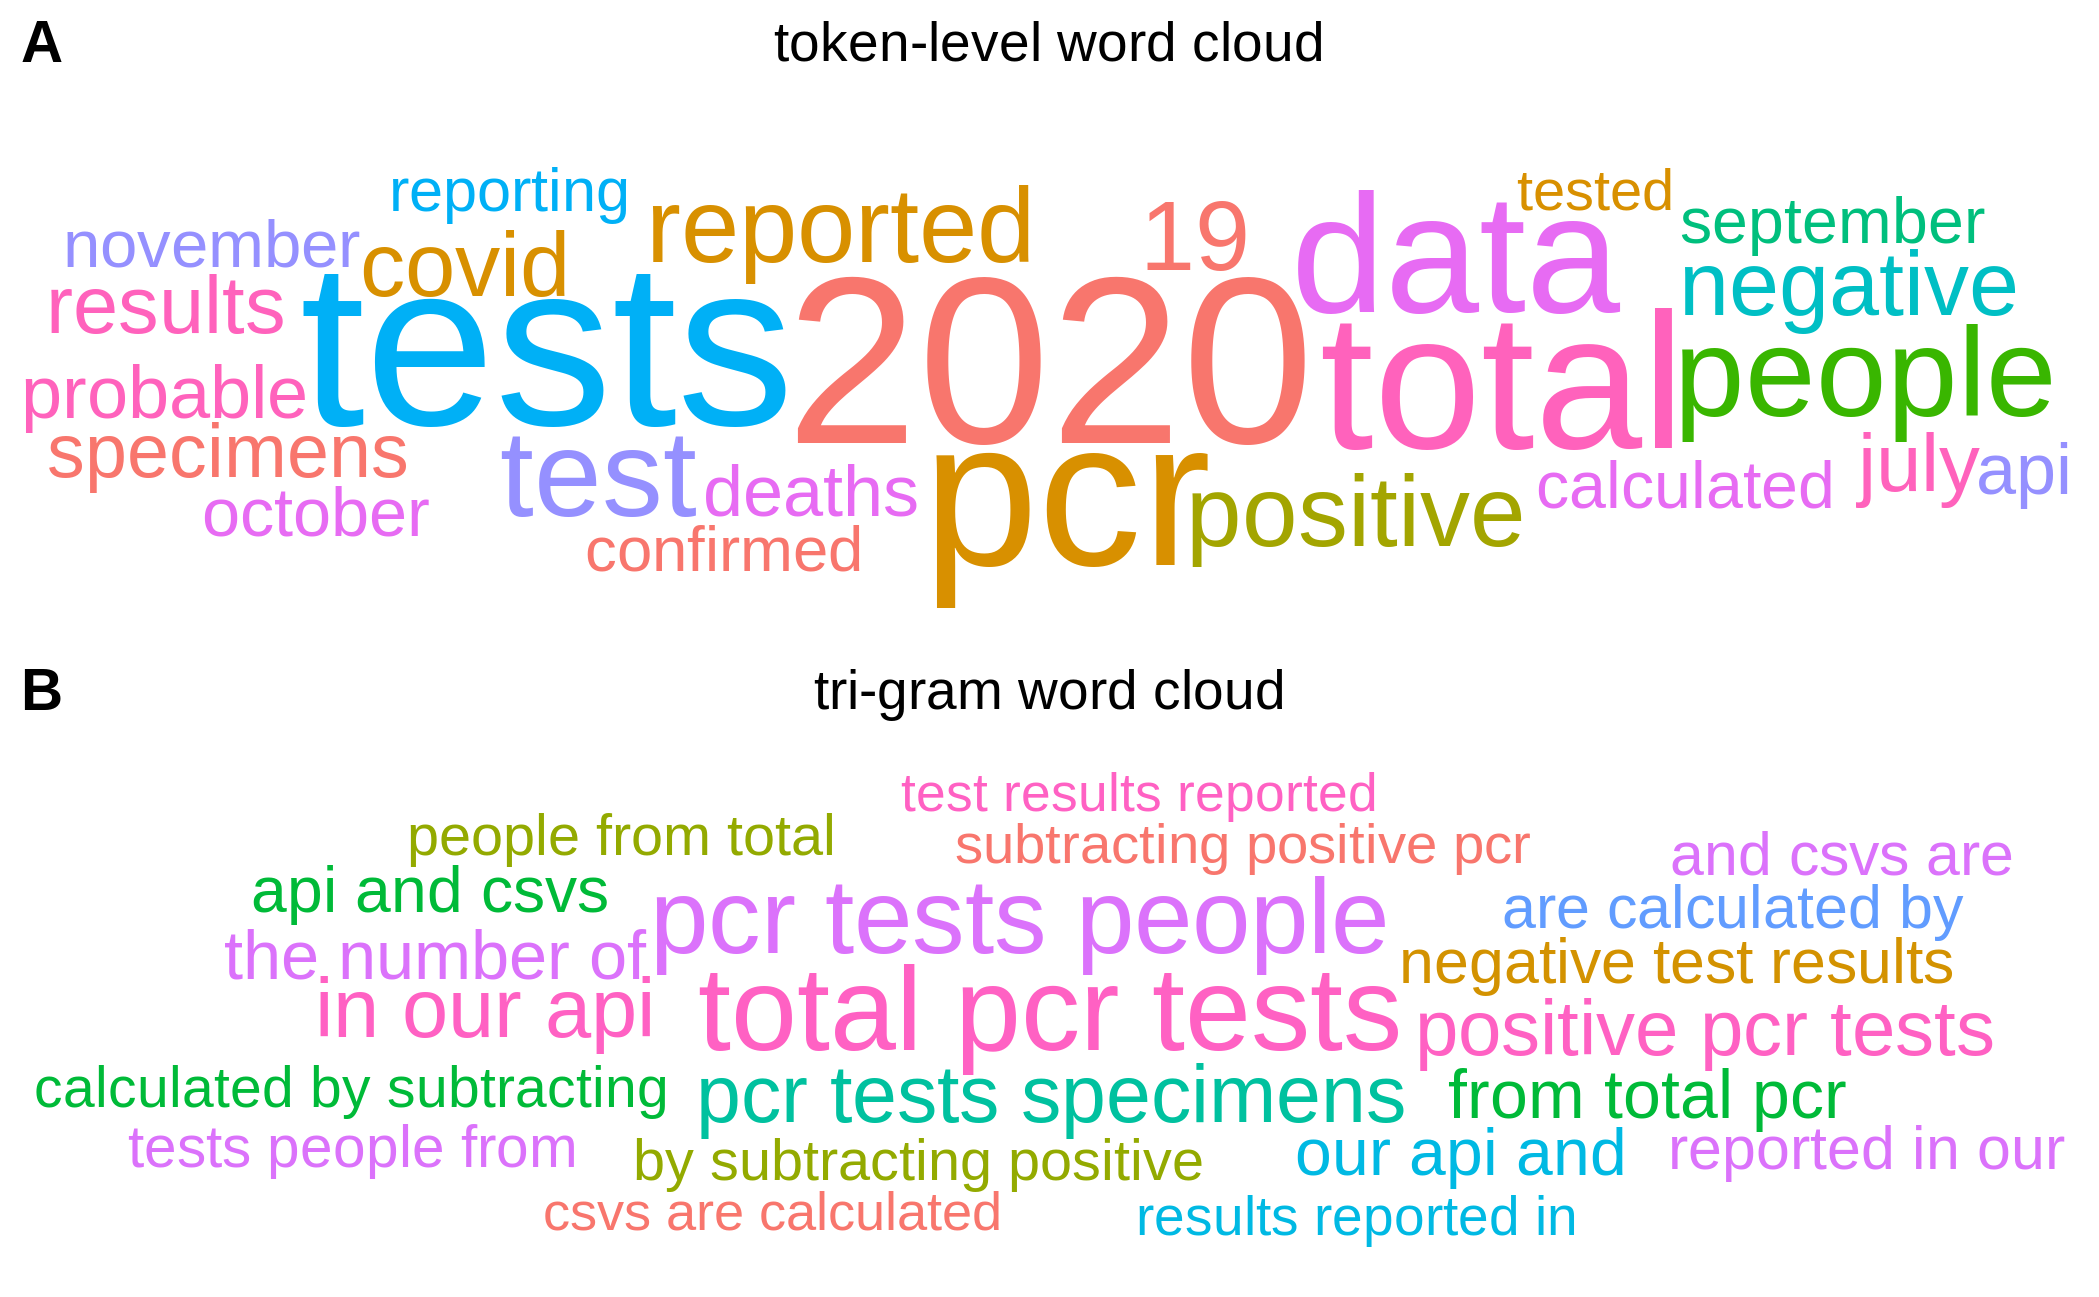 A
token-level word cloud
reporting
tested
reported
19
data
september
november
covid
negative
results
tests
2020
total
people
probable
specimens
test
deaths
pcr
positive
calculated
july
api
october
confirmed
B
tri-gram word cloud
test results reported
people from total
subtracting positive pcr
and csvs are
api and csvs
pcr tests people
are calculated by
the number of
negative test results
in our api
total pcr tests
positive pcr tests
calculated by subtracting
pcr tests specimens
from total pcr
tests people from
by subtracting positive
our api and
reported in our
csvs are calculated
results reported in